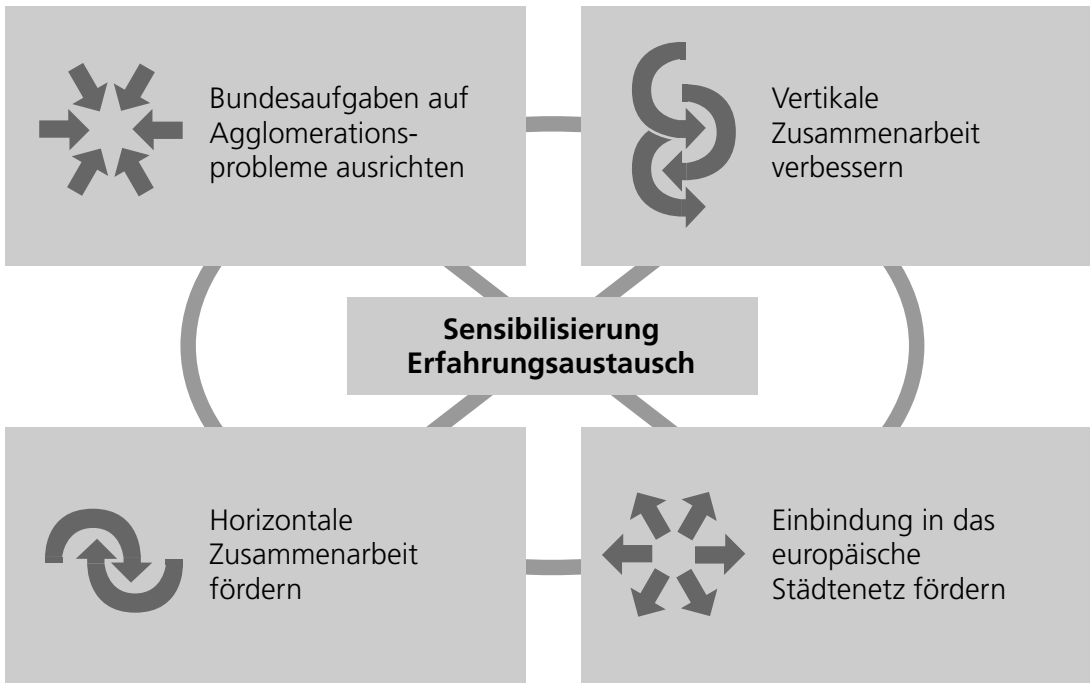 Bundesaufgaben auf
Agglomerations-
probleme ausrichten
Vertikale
Zusammenarbeit
verbessern
Sensibilisierung
Erfahrungsaustausch
Horizontale
Zusammenarbeit
fördern
Einbindung in das
europäische
Städtenetz fördern